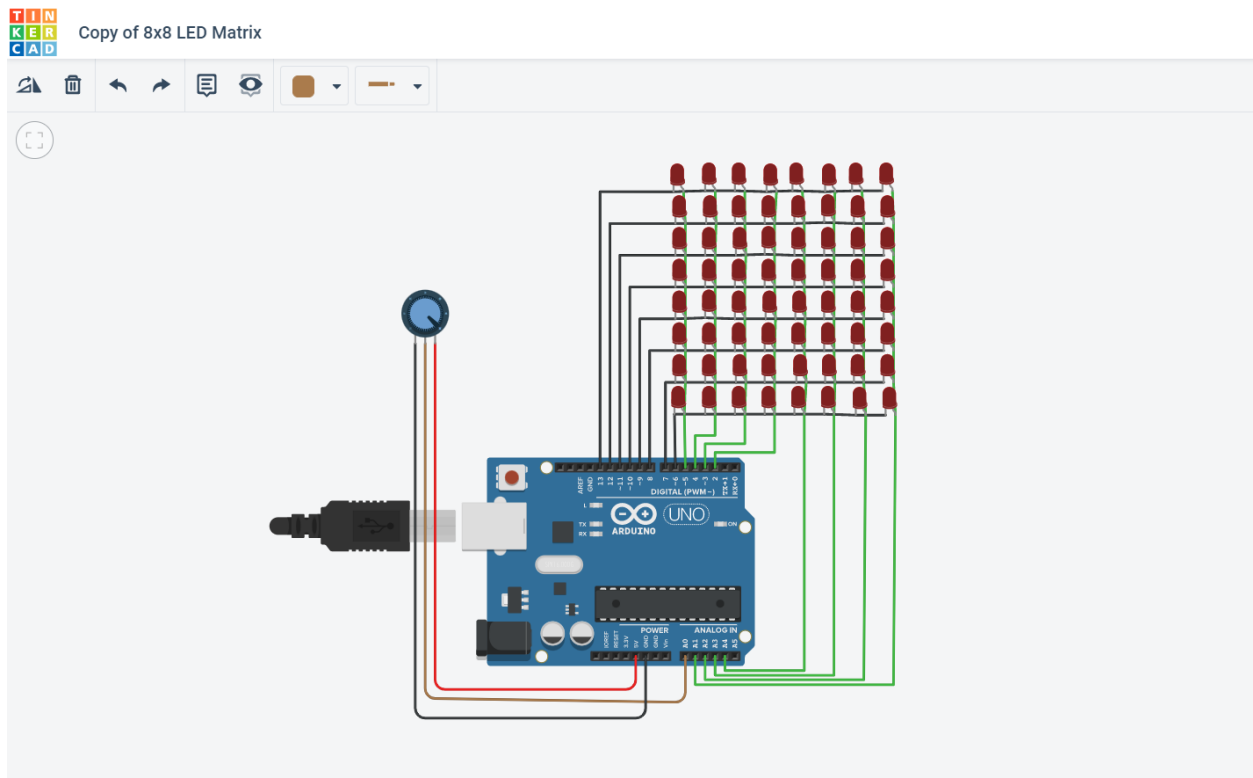 TIN
KER
CAD
Copy of 8x8 LED Matrix
AREF
GND
13
12
~11
~10
~9
8
7
~6
~5
4
~3
2
TX→1
RX←0
DIGITAL (PWM~)
L
TX
RX
ARDUINO
UNO
ON
POWER
ANALOG IN
IOREF
RESET
3.3V
5V
GND
GND
Vin
A0
A1
A2
A3
A4
A5